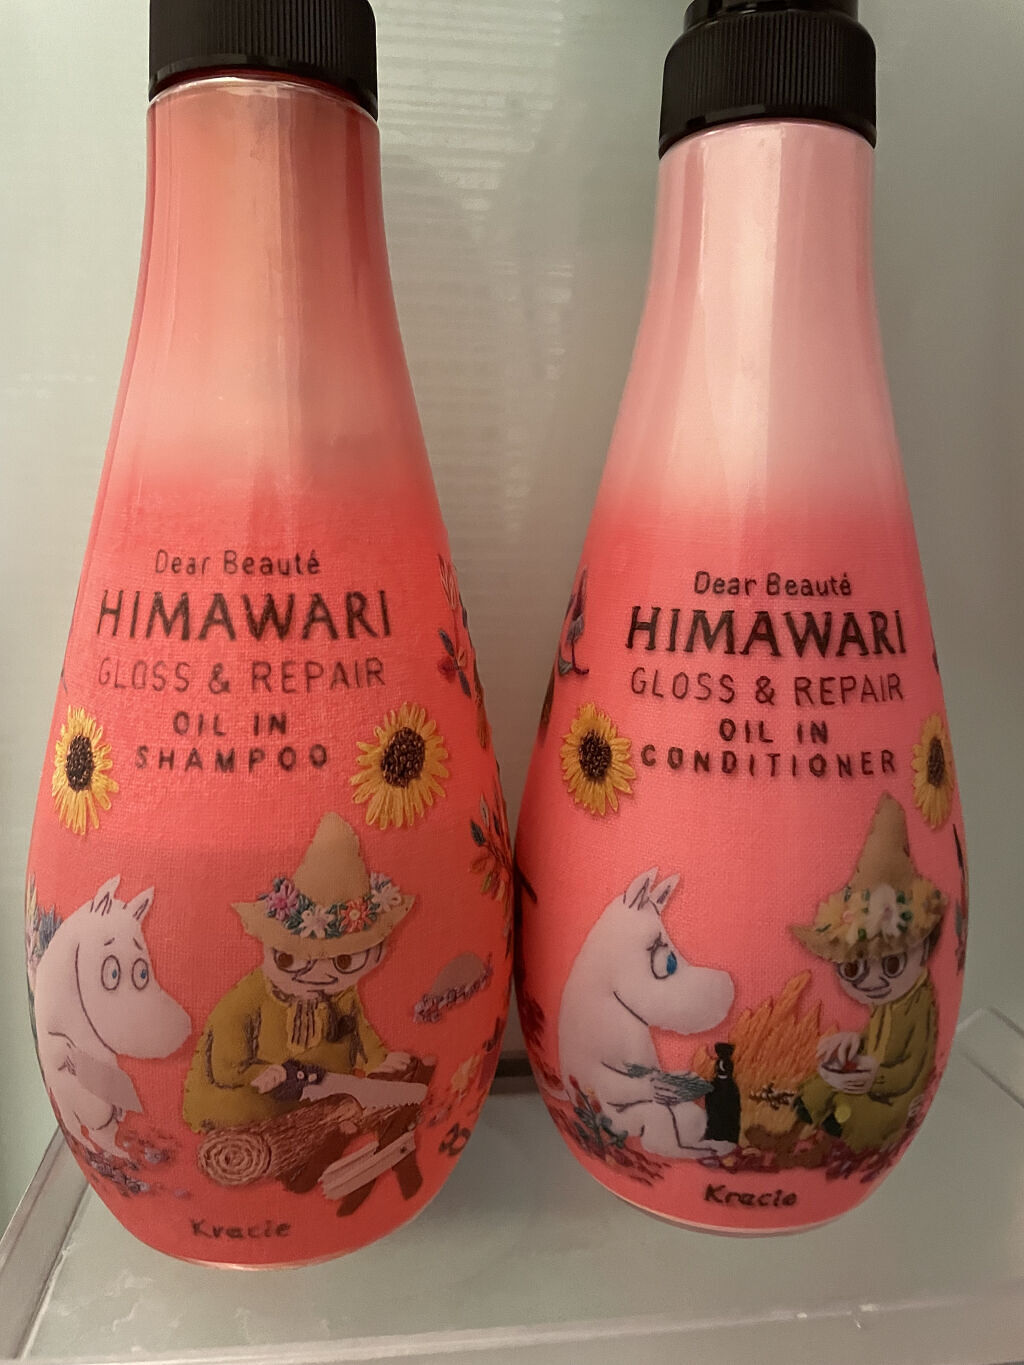 Dear Beauté
HIMAWARI
GLOSS & REPAIR
OIL IN
SHAMPOO
Kracie
Dear Beauté
HIMAWARI
GLOSS & REPAIR
OIL IN
CONDITIONER
Kracie